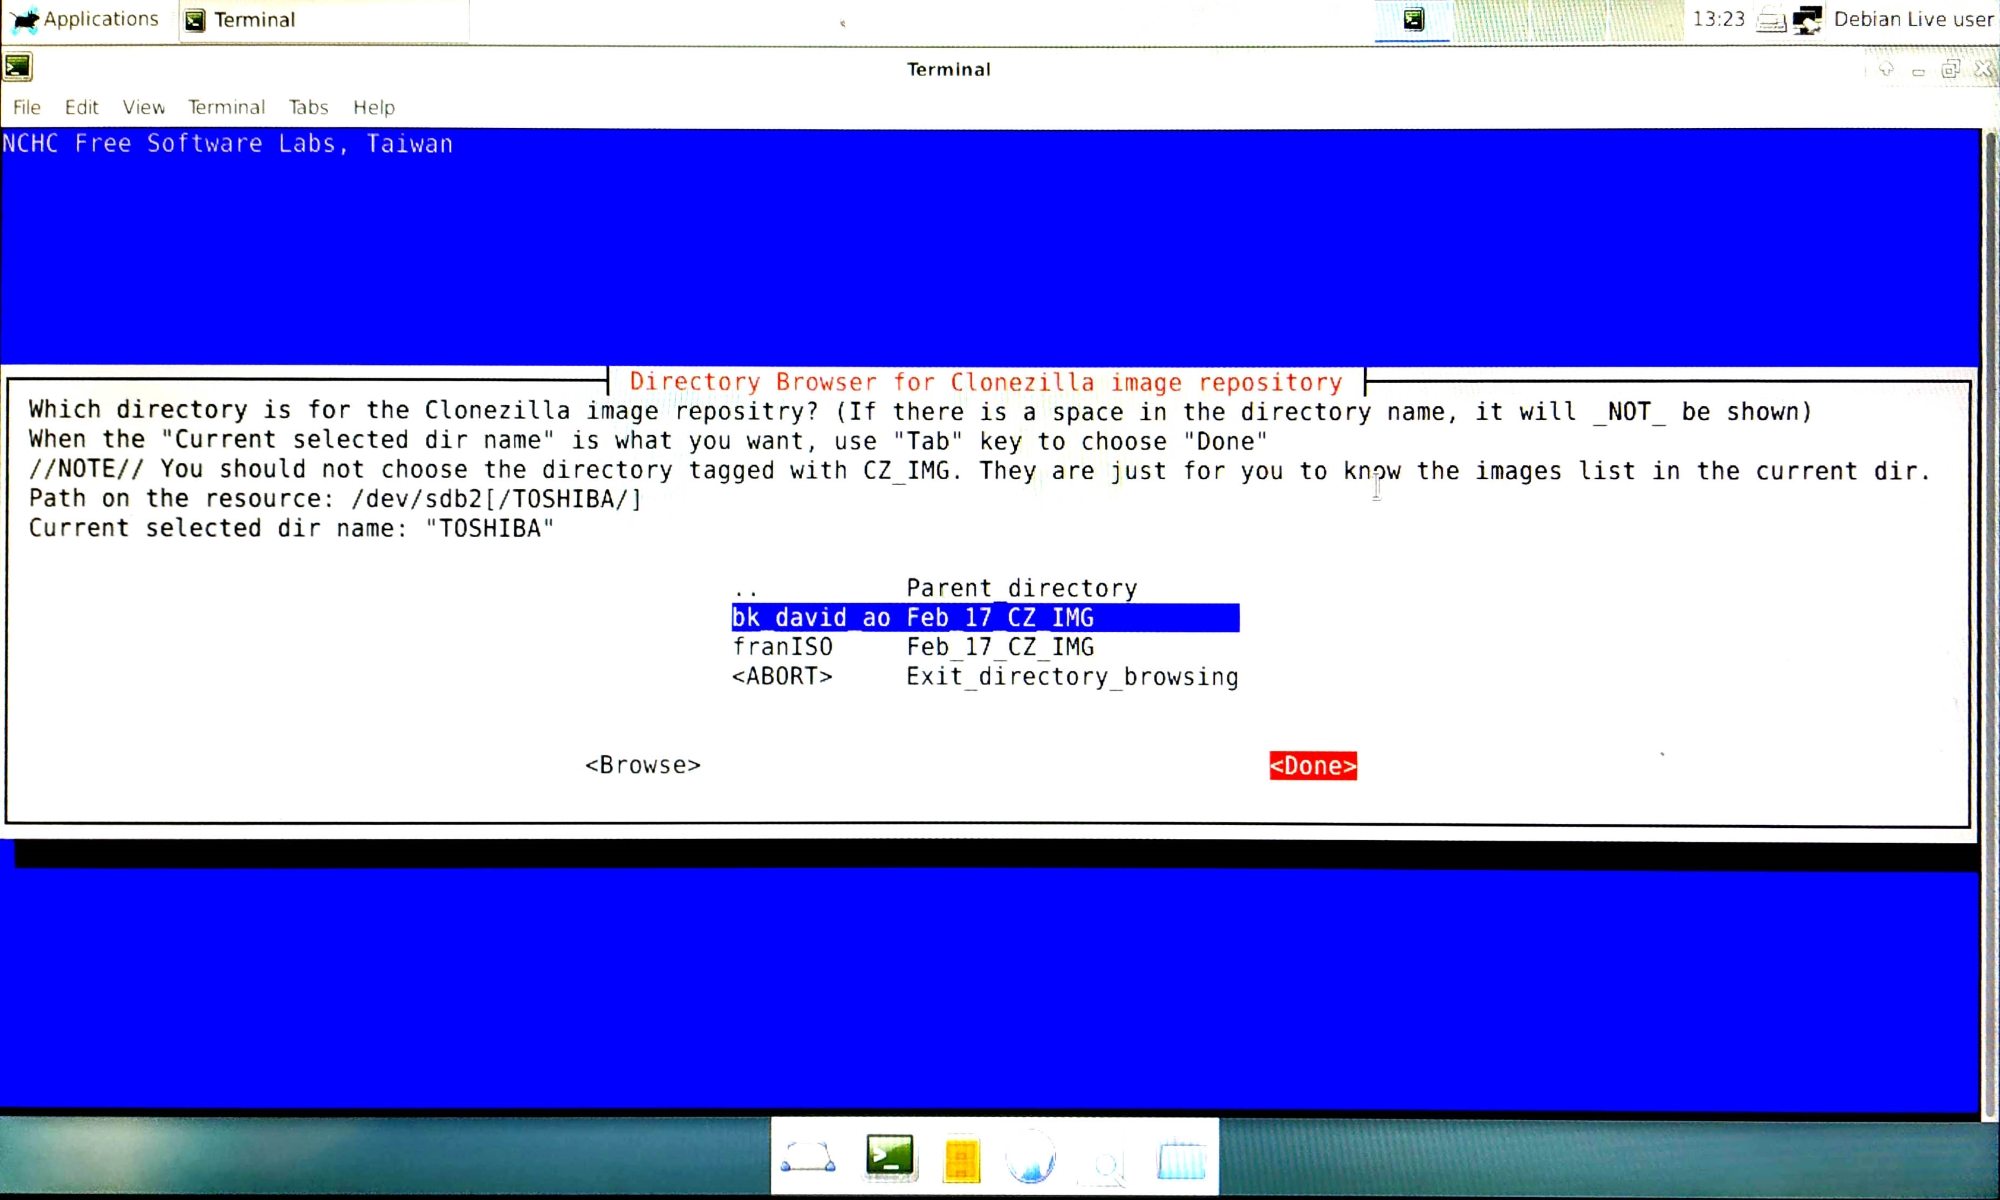 Applications
Terminal
13:23
Debian Live user
Terminal
File Edit View Terminal Tabs Help
NCHC Free Software Labs, Taiwan
Directory Browser for Clonezilla image repository
Which directory is for the Clonezilla image repositry? (If there is a space in the directory name, it will _NOT_ be shown)
When the "Current selected dir name" is what you want, use "Tab" key to choose "Done"
//NOTE// You should not choose the directory tagged with CZ_IMG. They are just for you to know the images list in the current dir.
Path on the resource: /dev/sdb2[/TOSHIBA/]
Current selected dir name: "TOSHIBA"
.. Parent_directory
bk_david_ao Feb_17_CZ_IMG
franISO Feb_17_CZ_IMG
<ABORT> Exit_directory_browsing
<Browse> <Done>